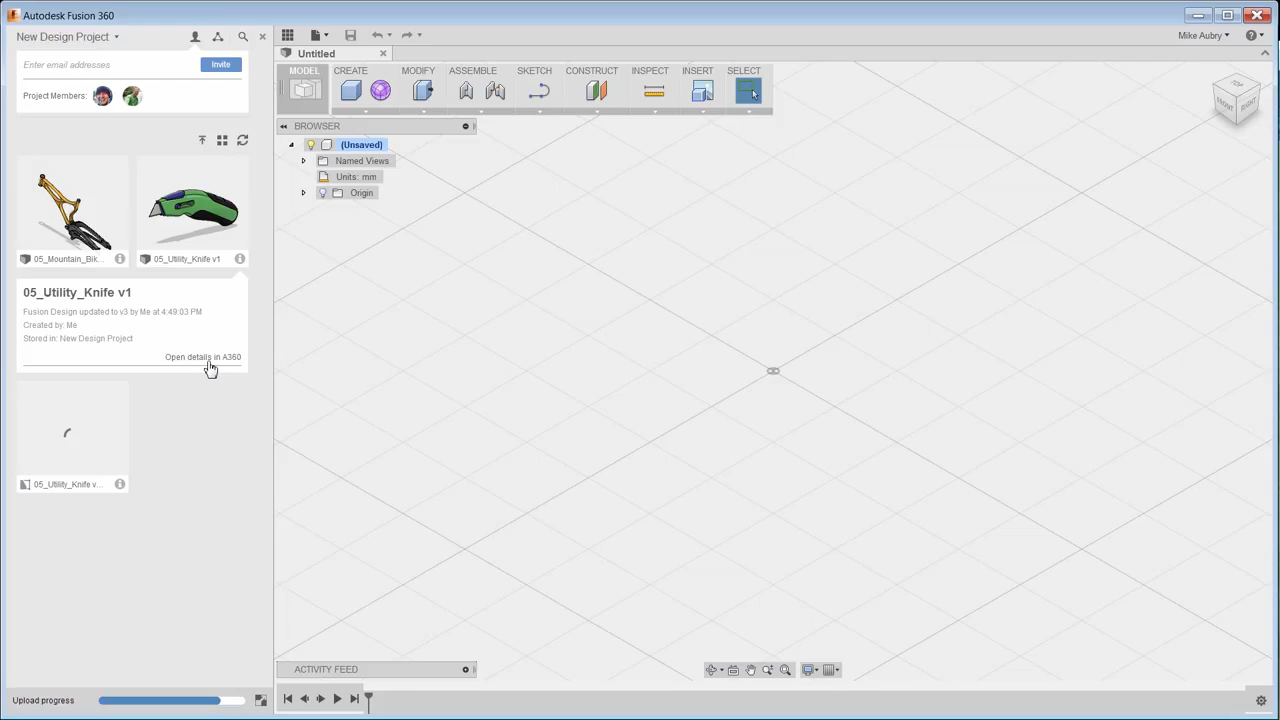 Autodesk Fusion 360
New Design Project
Mike Aubry
Untitled
Enter email addresses
Invite
Project Members:
MODEL
CREATE
MODIFY
ASSEMBLE
SKETCH
CONSTRUCT
INSPECT
INSERT
SELECT
TOP
FRONT
RIGHT
BROWSER
(Unsaved)
Named Views
Units: mm
Origin
05_Mountain_Bik...
05_Utility_Knife v1
05_Utility_Knife v1
Fusion Design updated to v3 by Me at 4:49:03 PM
Created by: Me
Stored in: New Design Project
Open details in A360
05_Utility_Knife v...
ACTIVITY FEED
Upload progress